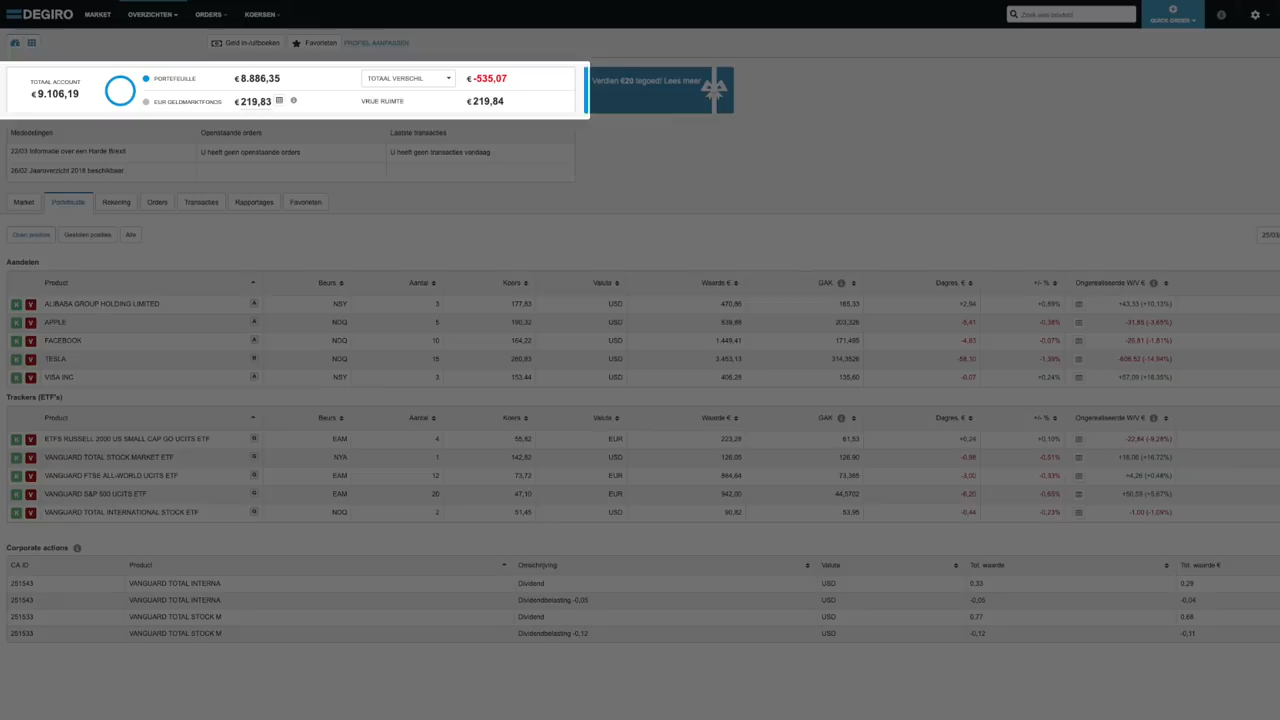 DEGIRO MARKET OVERZICHTEN ORDERS KOERSEN Zoek een product QUICK ORDER
Geld in-/uitboeken Favorieten PROFIEL AANPASSEN
TOTAAL ACCOUNT
€ 9.106,19
PORTEFEUILLE € 8.886,35 TOTAAL VERSCHIL € -535,07
EUR GELDMARKTFONDS € 219,83 VRIJE RUIMTE € 219,84
Verdien €20 tegoed! Lees meer
Mededelingen Openstaande orders Laatste transacties
22/03 Informatie over een Harde Brexit U heeft geen openstaande orders U heeft geen transacties vandaag
26/02 Jaaroverzicht 2018 beschikbaar
Market Portefeuille Rekening Orders Transacties Rapportages Favorieten
Open posities Gesloten posities Alle 25/03
Aandelen
Product Beurs Aantal Koers Valuta Waarde € GAK Dagres. € +/- % Ongerealiseerde W/V €
K V ALIBABA GROUP HOLDING LIMITED A NSY 3 177,83 USD 470,86 165,33 +2,94 +0,89% +43,33 (+10,13%)
K V APPLE A NDQ 5 190,32 USD 839,88 203,326 -5,41 -0,38% -31,85 (-3,65%)
K V FACEBOOK A NDQ 10 164,22 USD 1.449,41 171,495 -4,83 -0,07% -26,81 (-1,81%)
K V TESLA B NDQ 15 260,83 USD 3.453,13 314,3526 -58,10 -1,39% -606,52 (-14,94%)
K V VISA INC A NSY 3 153,44 USD 406,28 135,60 -0,07 +0,24% +57,09 (+16,35%)
Trackers (ETF's)
Product Beurs Aantal Koers Valuta Waarde € GAK Dagres. € +/- % Ongerealiseerde W/V €
K V ETFS RUSSELL 2000 US SMALL CAP GO UCITS ETF G EAM 4 55,82 EUR 223,28 61,53 +0,24 +0,10% -22,84 (-9,28%)
K V VANGUARD TOTAL STOCK MARKET ETF G NYA 1 142,82 USD 126,05 126,90 -0,98 -0,51% +18,06 (+16,72%)
K V VANGUARD FTSE ALL-WORLD UCITS ETF G EAM 12 73,72 EUR 884,64 73,365 -3,00 -0,33% +4,26 (+0,48%)
K V VANGUARD S&P 500 UCITS ETF G EAM 20 47,10 EUR 942,00 44,5702 -6,20 -0,65% +50,59 (+5,67%)
K V VANGUARD TOTAL INTERNATIONAL STOCK ETF G NDQ 2 51,45 USD 90,82 53,95 -0,44 -0,23% -1,00 (-1,09%)
Corporate actions
CA ID Product Omschrijving Valuta Tot. waarde Tot. waarde €
251543 VANGUARD TOTAL INTERNA Dividend USD 0,33 0,29
251543 VANGUARD TOTAL INTERNA Dividendbelasting -0,05 USD -0,05 -0,04
251533 VANGUARD TOTAL STOCK M Dividend USD 0,77 0,68
251533 VANGUARD TOTAL STOCK M Dividendbelasting -0,12 USD -0,12 -0,11